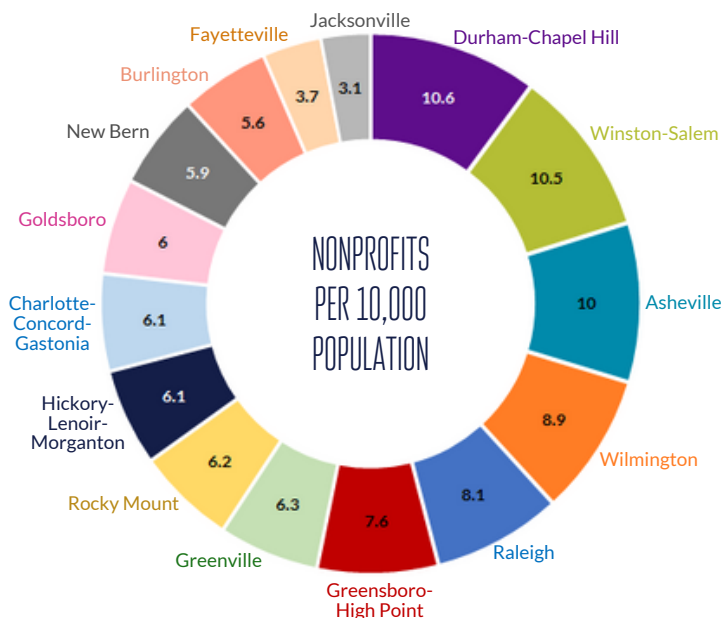 Jacksonville
3.1
Durham-Chapel Hill
10.6
Winston-Salem
10.5
Asheville
10
Wilmington
8.9
Raleigh
8.1
Greensboro-
High Point
7.6
Greenville
6.3
Rocky Mount
6.2
Hickory-
Lenoir-
Morganton
6.1
Charlotte-
Concord-
Gastonia
6.1
Goldsboro
6
New Bern
5.9
Burlington
5.6
Fayetteville
3.7
NONPROFITS
PER 10,000
POPULATION